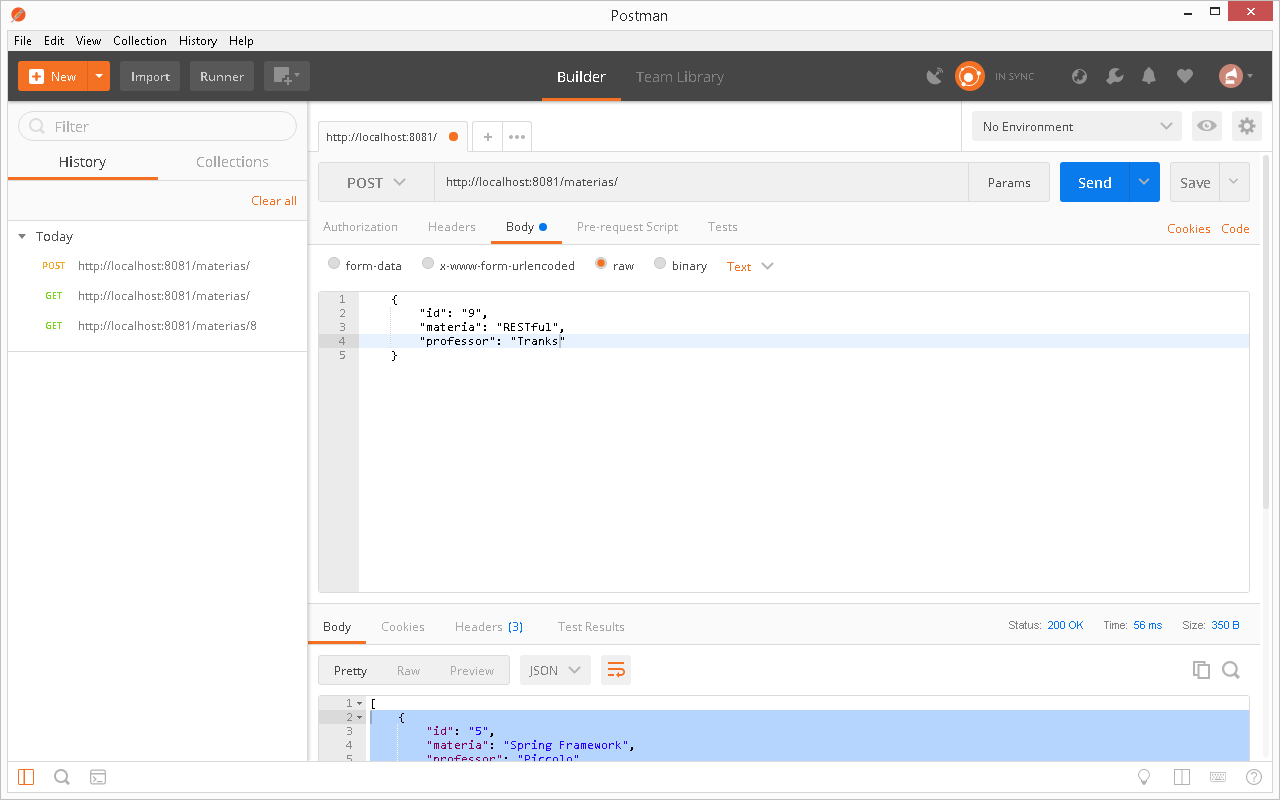 Postman
File Edit View Collection History Help
New Import Runner Builder Team Library IN SYNC
Filter
History Collections
Clear all
Today
POST http://localhost:8081/materias/
GET http://localhost:8081/materias/
GET http://localhost:8081/materias/8
http://localhost:8081/ + ••• No Environment
POST http://localhost:8081/materias/ Params Send Save
Authorization Headers Body Pre-request Script Tests Cookies Code
form-data x-www-form-urlencoded raw binary Text
1 {
2 "id": "9",
3 "materia": "RESTful",
4 "professor": "Tranks"
5 }
Body Cookies Headers (3) Test Results Status: 200 OK Time: 56 ms Size: 350 B
Pretty Raw Preview JSON
1 [
2 {
3 "id": "5",
4 "materia": "Spring Framework",
5 "professor": "Piccolo"